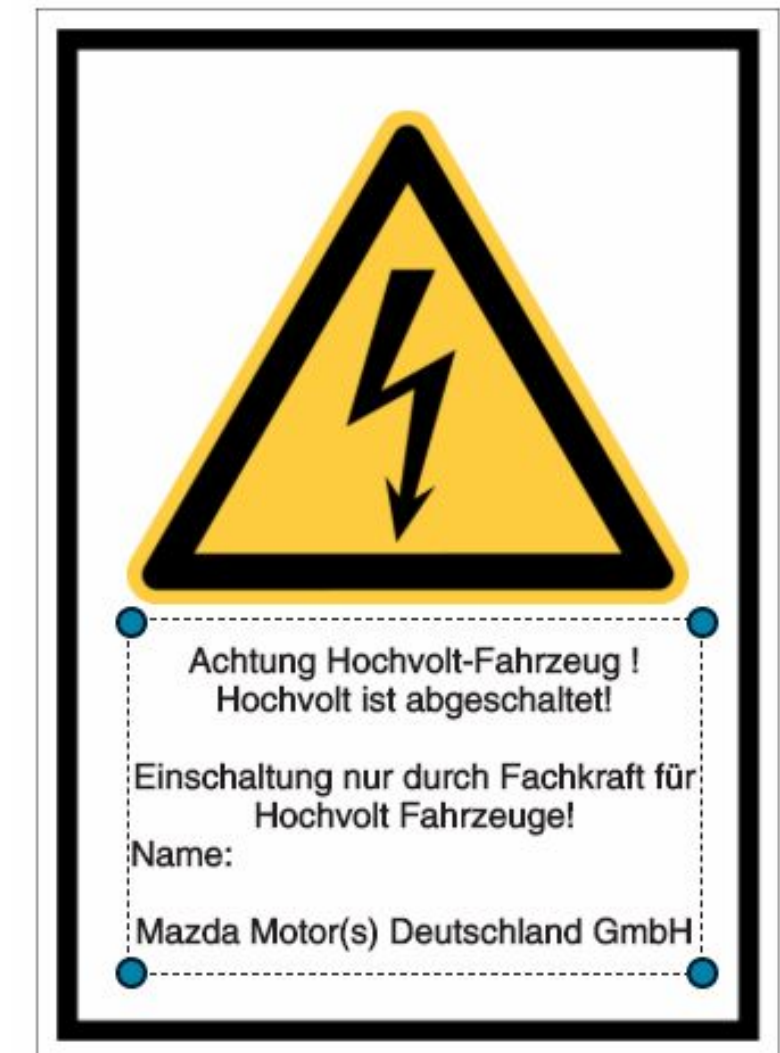 Achtung Hochvolt-Fahrzeug !
Hochvolt ist abgeschaltet!
Einschaltung nur durch Fachkraft für
Hochvolt Fahrzeuge!
Name:
Mazda Motor(s) Deutschland GmbH